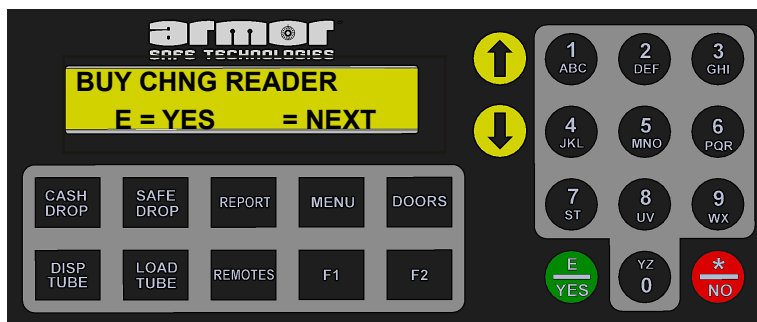 armor
SAFE TECHNOLOGIES
BUY CHNG READER
E = YES = NEXT
CASH DROP
SAFE DROP
REPORT
MENU
DOORS
DISP TUBE
LOAD TUBE
REMOTES
F1
F2
1
ABC
2
DEF
3
GHI
4
JKL
5
MNO
6
PQR
7
ST
8
UV
9
WX
E
YES
YZ
0
*
NO